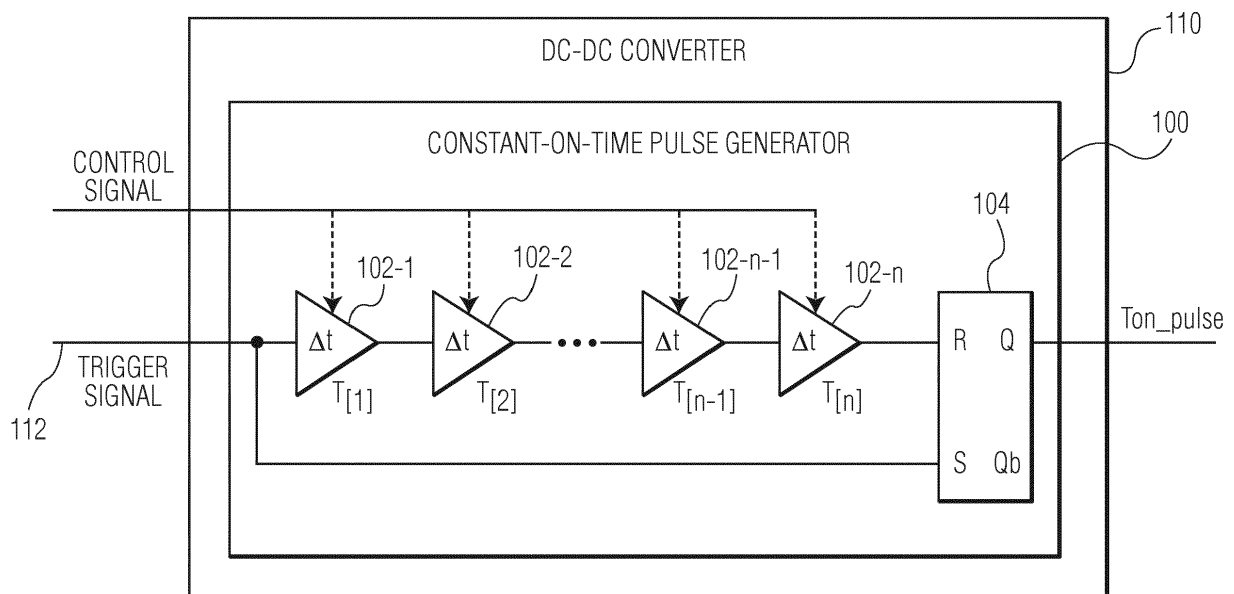 110
DC-DC CONVERTER
100
CONSTANT-ON-TIME PULSE GENERATOR
CONTROL
SIGNAL
104
102-1
102-2
102-n-1
102-n
Δt
Δt
Δt
Δt
R Q
Ton_pulse
TRIGGER
SIGNAL
T[1]
T[2]
T[n-1]
T[n]
112
S Qb